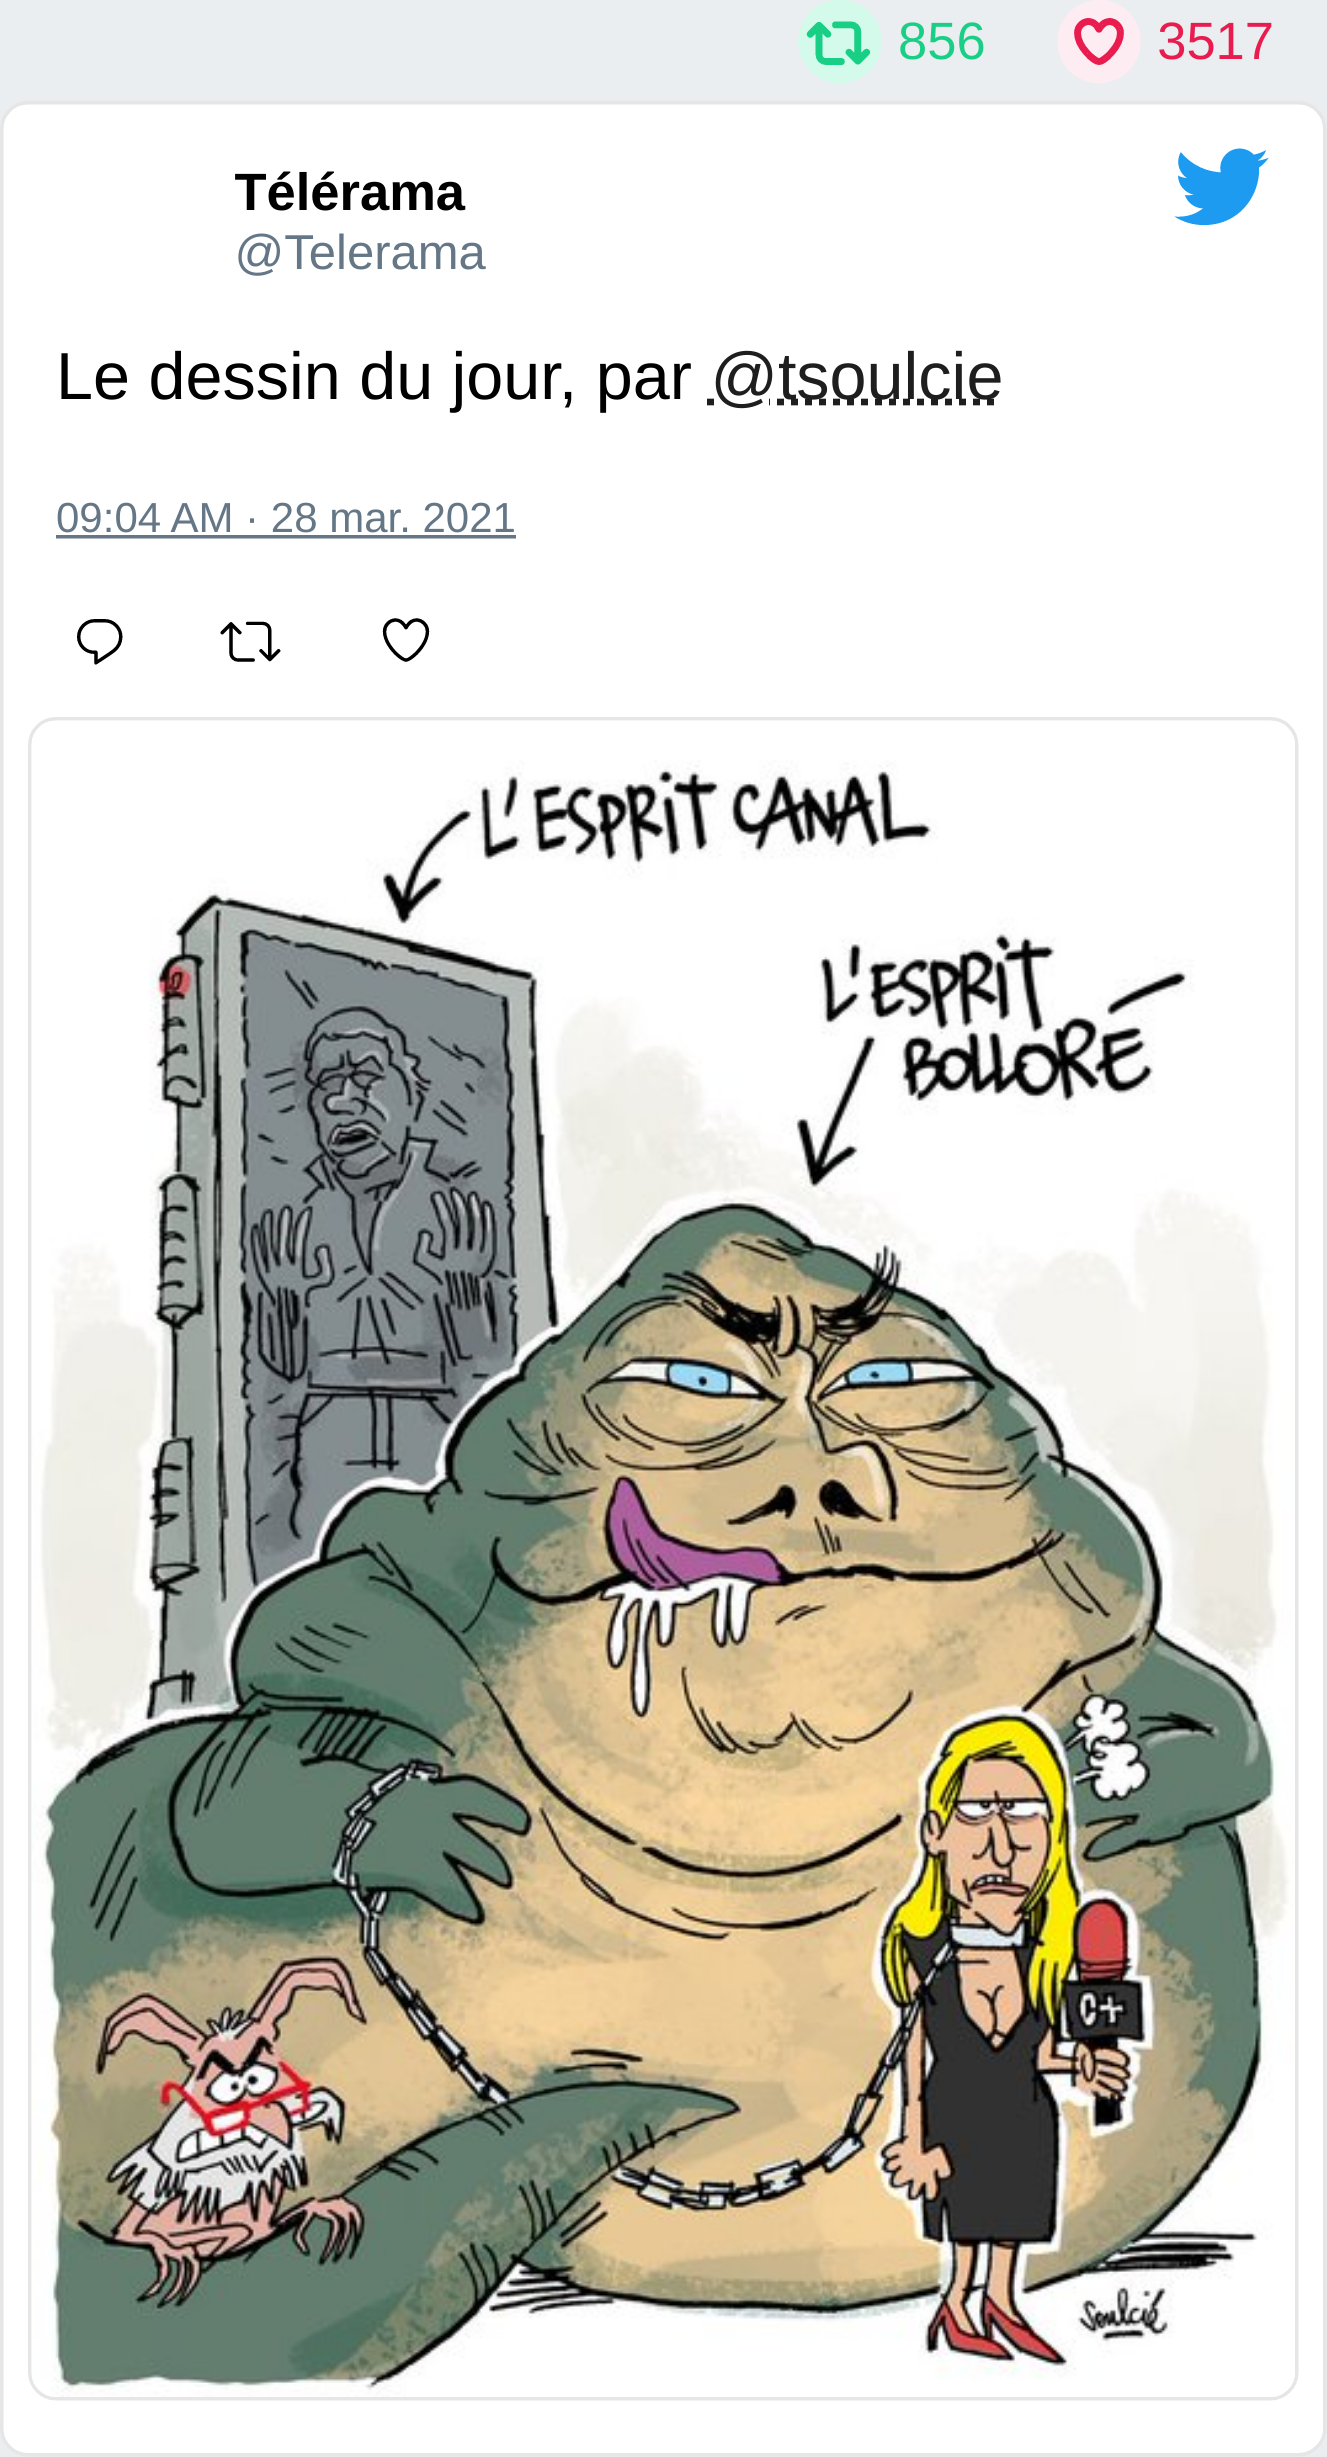 856 3517
Télérama
@Telerama
Le dessin du jour, par @tsoulcie
09:04 AM · 28 mar. 2021
L'ESPRIT CANAL
L'ESPRIT
BOLLORÉ
C+
Soulcié